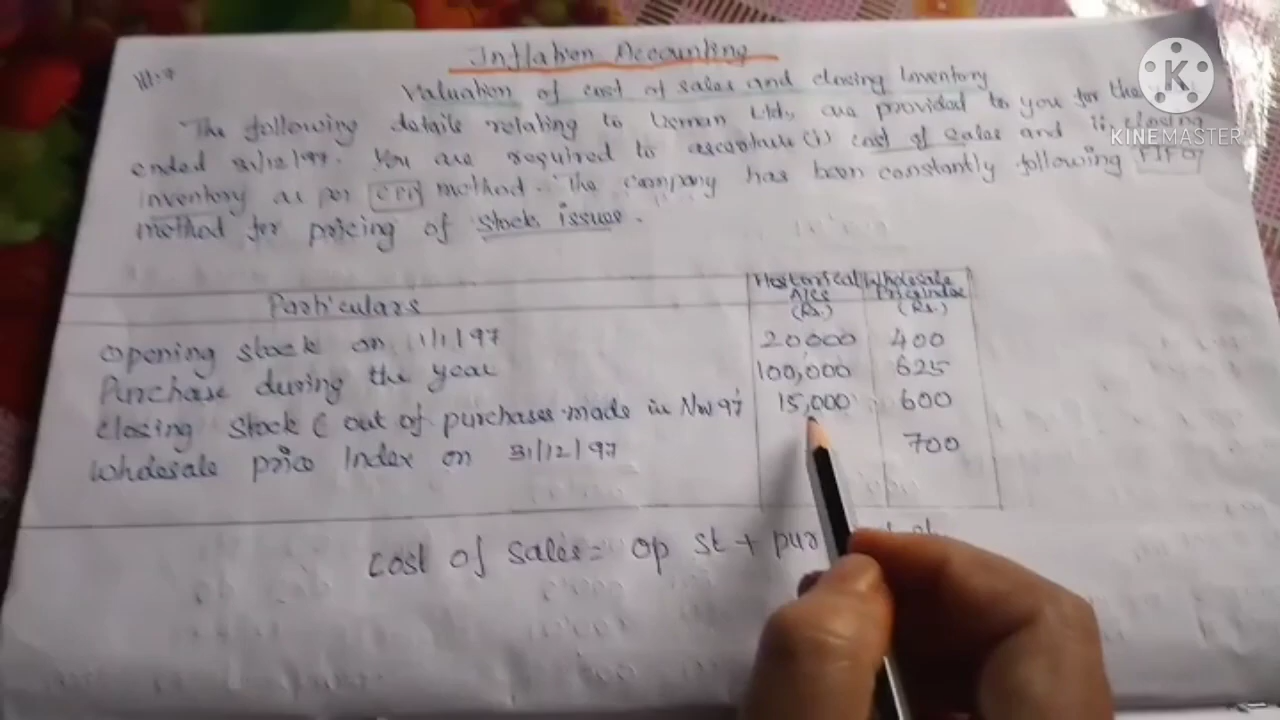 Inflation Accounting
Valuation of cost of sales and closing Inventory
The following details relating to Ltd., are provided to you for the
ended 31/12/97. You are required to ascertain (i) cost of sales and ii, closing
inventory as per CPP method. The company has been constantly following FIFO
method for pricing of stock issues.
Particulars Historical (Rs.) Wholesale Price Index (Rs.)
Opening stock on 1/1/97 20000 400
Purchase during the year 100,000 625
Closing stock ( out of purchases made in Nov 97 15,000 600
Wholesale price Index on 31/12/97 700
Cost of sales = op st + pur
K
KINEMASTER